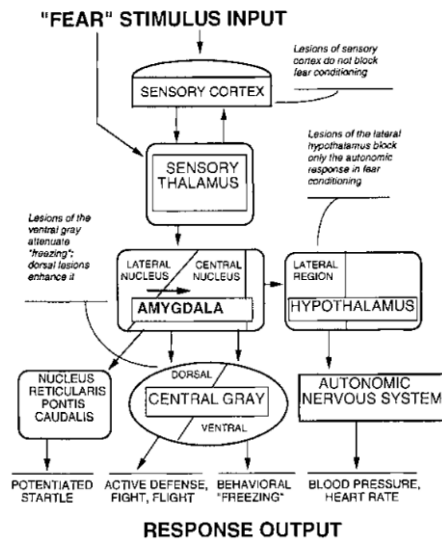 "FEAR" STIMULUS INPUT
Lesions of sensory
cortex do not block
fear conditioning
SENSORY CORTEX
Lesions of the lateral
hypothalamus block
only the autonomic
response in fear
conditioning
SENSORY
THALAMUS
Lesions of the
ventral gray
attenuate
"freezing";
dorsal lesions
enhance it
LATERAL
NUCLEUS
CENTRAL
NUCLEUS
AMYGDALA
LATERAL
REGION
HYPOTHALAMUS
NUCLEUS
RETICULARIS
PONTIS
CAUDALIS
DORSAL
CENTRAL GRAY
VENTRAL
AUTONOMIC
NERVOUS SYSTEM
POTENTIATED
STARTLE
ACTIVE DEFENSE,
FIGHT, FLIGHT
BEHAVIORAL
"FREEZING"
BLOOD PRESSURE,
HEART RATE
RESPONSE OUTPUT